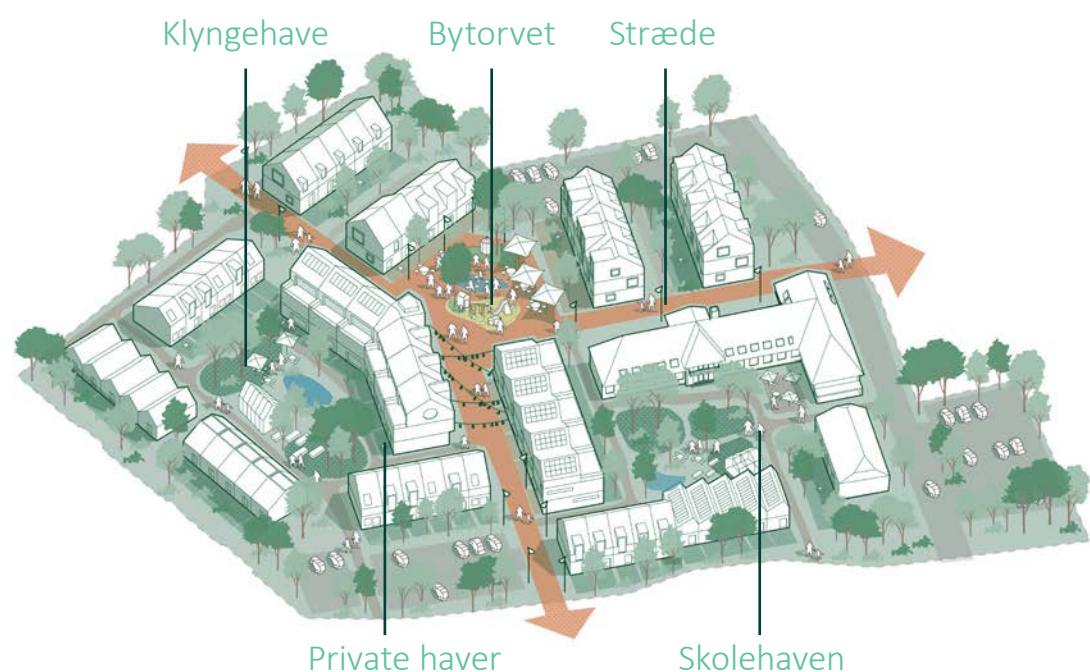 Klyngehave
Bytorvet
Stræde
Private haver
Skolehaven